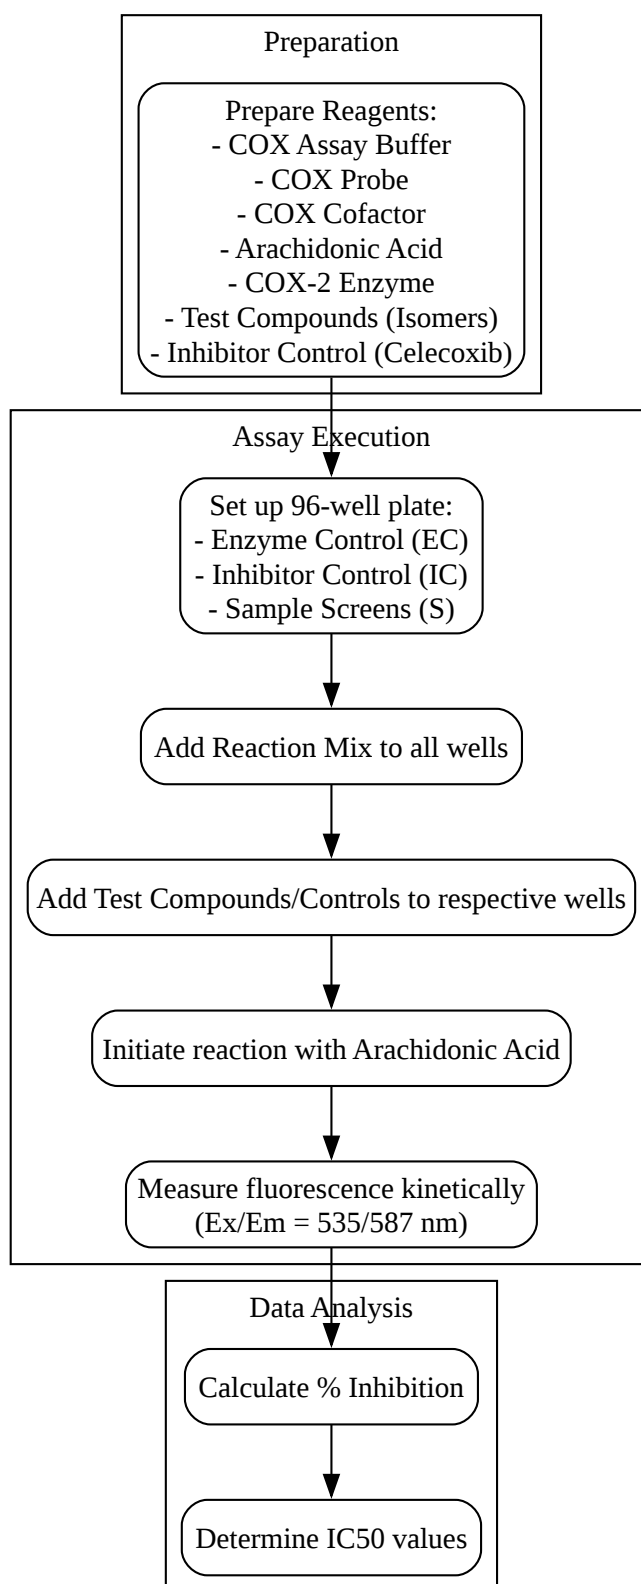 Preparation
Prepare Reagents:
- COX Assay Buffer
- COX Probe
- COX Cofactor
- Arachidonic Acid
- COX-2 Enzyme
- Test Compounds (Isomers)
- Inhibitor Control (Celecoxib)
Assay Execution
Set up 96-well plate:
- Enzyme Control (EC)
- Inhibitor Control (IC)
- Sample Screens (S)
Add Reaction Mix to all wells
Add Test Compounds/Controls to respective wells
Initiate reaction with Arachidonic Acid
Measure fluorescence kinetically
(Ex/Em = 535/587 nm)
Data Analysis
Calculate % Inhibition
Determine IC50 values